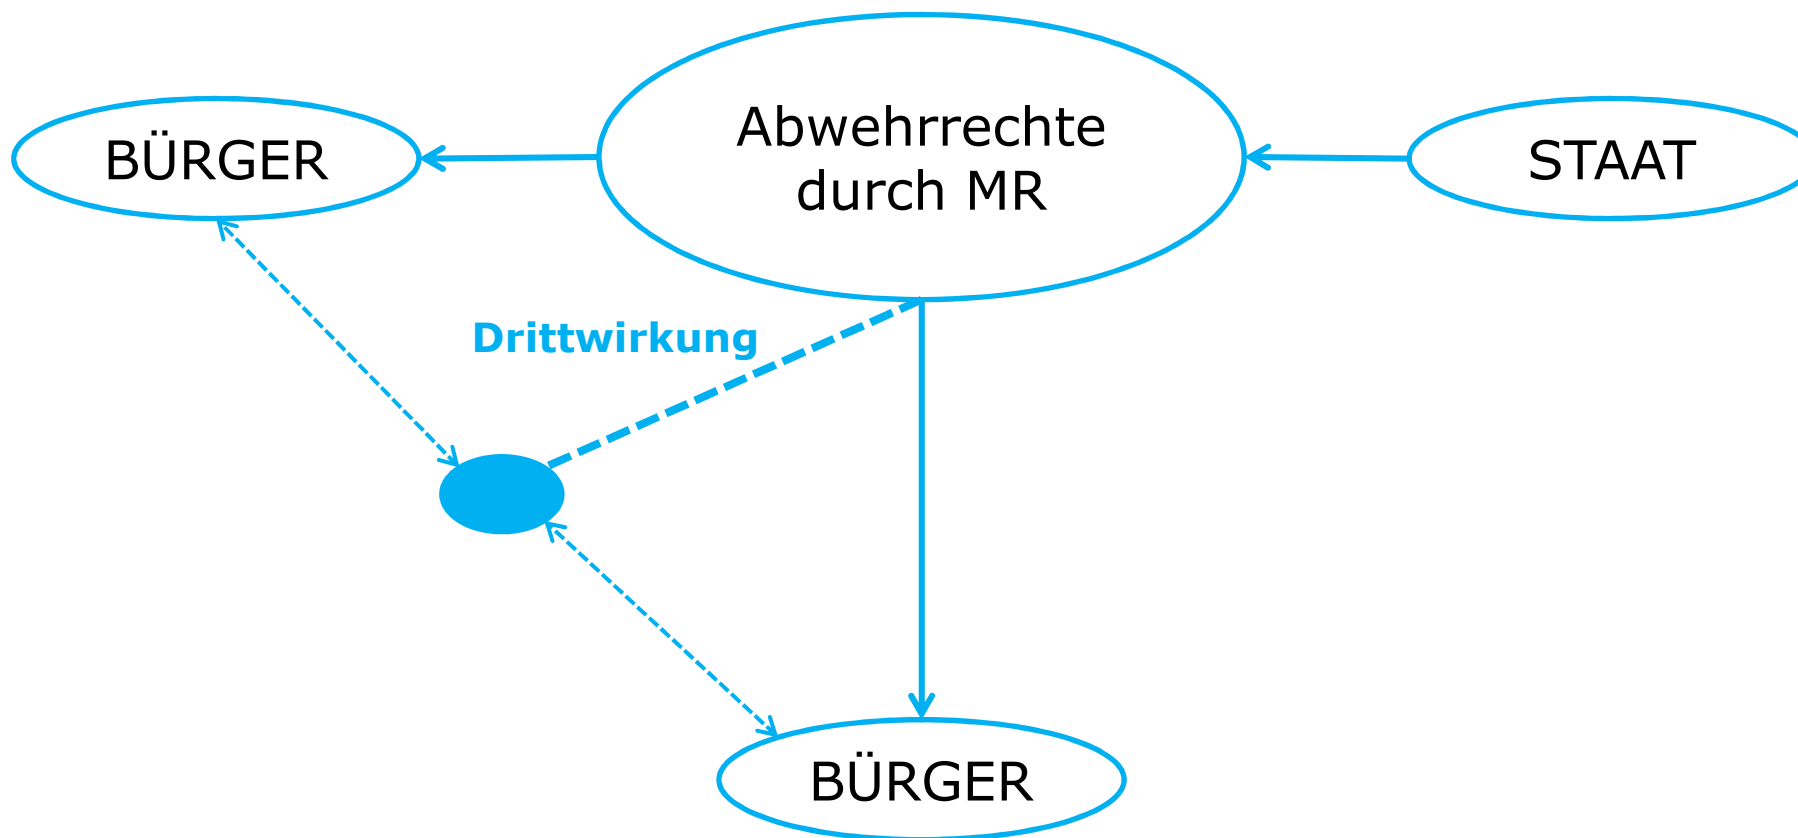 BÜRGER
Abwehrrechte
durch MR
STAAT
Drittwirkung
BÜRGER